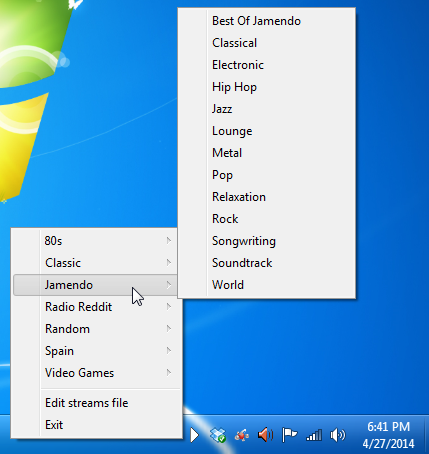 Best Of Jamendo
Classical
Electronic
Hip Hop
Jazz
Lounge
Metal
Pop
Relaxation
Rock
Songwriting
Soundtrack
World
80s
Classic
Jamendo
Radio Reddit
Random
Spain
Video Games
Edit streams file
Exit
6:41 PM
4/27/2014